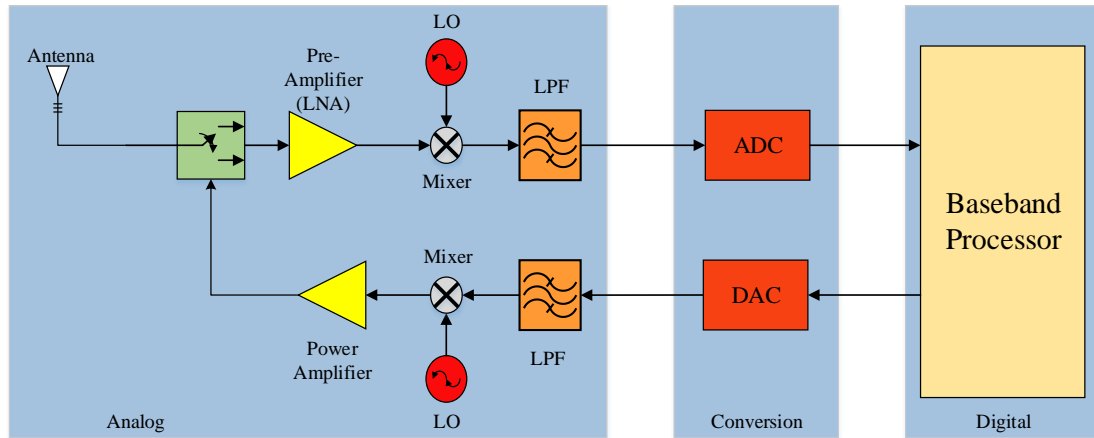 Antenna
Pre-
Amplifier
(LNA)
LO
Mixer
LPF
ADC
Baseband
Processor
Mixer
Power
Amplifier
LO
LPF
DAC
Analog
Conversion
Digital